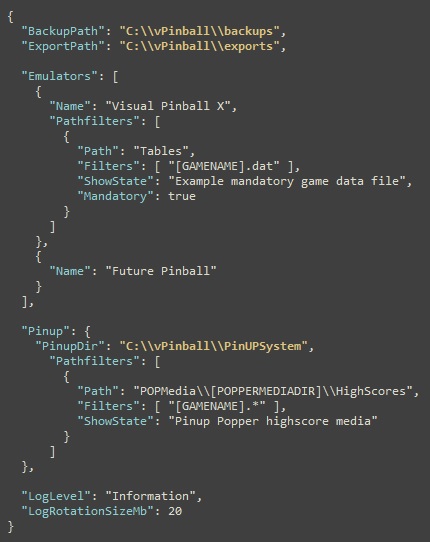 {
  "BackupPath": "C:\\vPinball\\backups",
  "ExportPath": "C:\\vPinball\\exports",

  "Emulators": [
    {
      "Name": "Visual Pinball X",
      "Pathfilters": [
        {
          "Path": "Tables",
          "Filters": [ "[GAMENAME].dat" ],
          "ShowState": "Example mandatory game data file",
          "Mandatory": true
        }
      ]
    },
    {
      "Name": "Future Pinball"
    }
  ],

  "Pinup": {
    "PinupDir": "C:\\vPinball\\PinUPSystem",
      "Pathfilters": [
        {
          "Path": "POPMedia\\[POPPERMEDIADIR]\\HighScores",
          "Filters": [ "[GAMENAME].*" ],
          "ShowState": "Pinup Popper highscore media"
        }
      ]
  },

  "LogLevel": "Information",
  "LogRotationSizeMb": 20
}